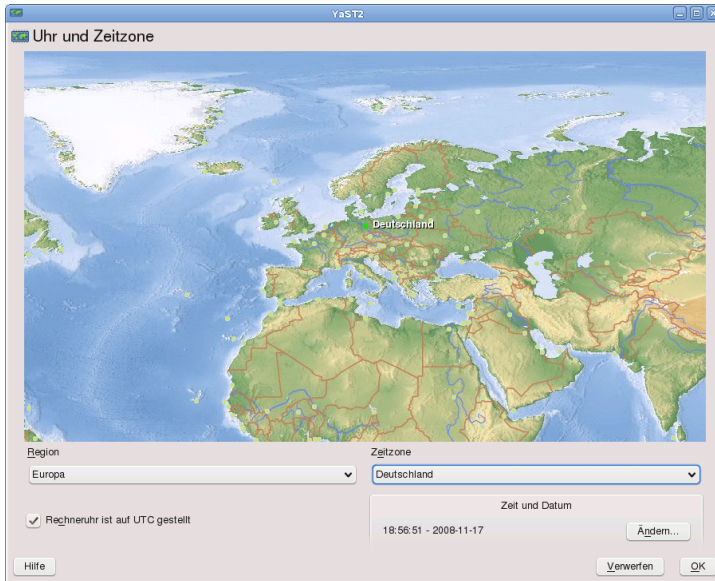 YaST2
Uhr und Zeitzone
Deutschland
Region
Zeitzone
Europa
Deutschland
Rechneruhr ist auf UTC gestellt
Zeit und Datum
18:56:51 - 2008-11-17
Ändern...
Hilfe
Verwerfen
OK